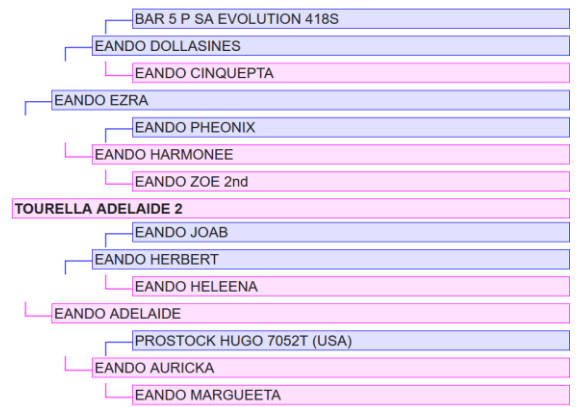 BAR 5 P SA EVOLUTION 418S
EANDO DOLLASINES
EANDO CINQUEPTA
EANDO EZRA
EANDO PHEONIX
EANDO HARMONEE
EANDO ZOE 2nd
TOURELLA ADELAIDE 2
EANDO JOAB
EANDO HERBERT
EANDO HELEENA
EANDO ADELAIDE
PROSTOCK HUGO 7052T (USA)
EANDO AURICKA
EANDO MARGUEETA